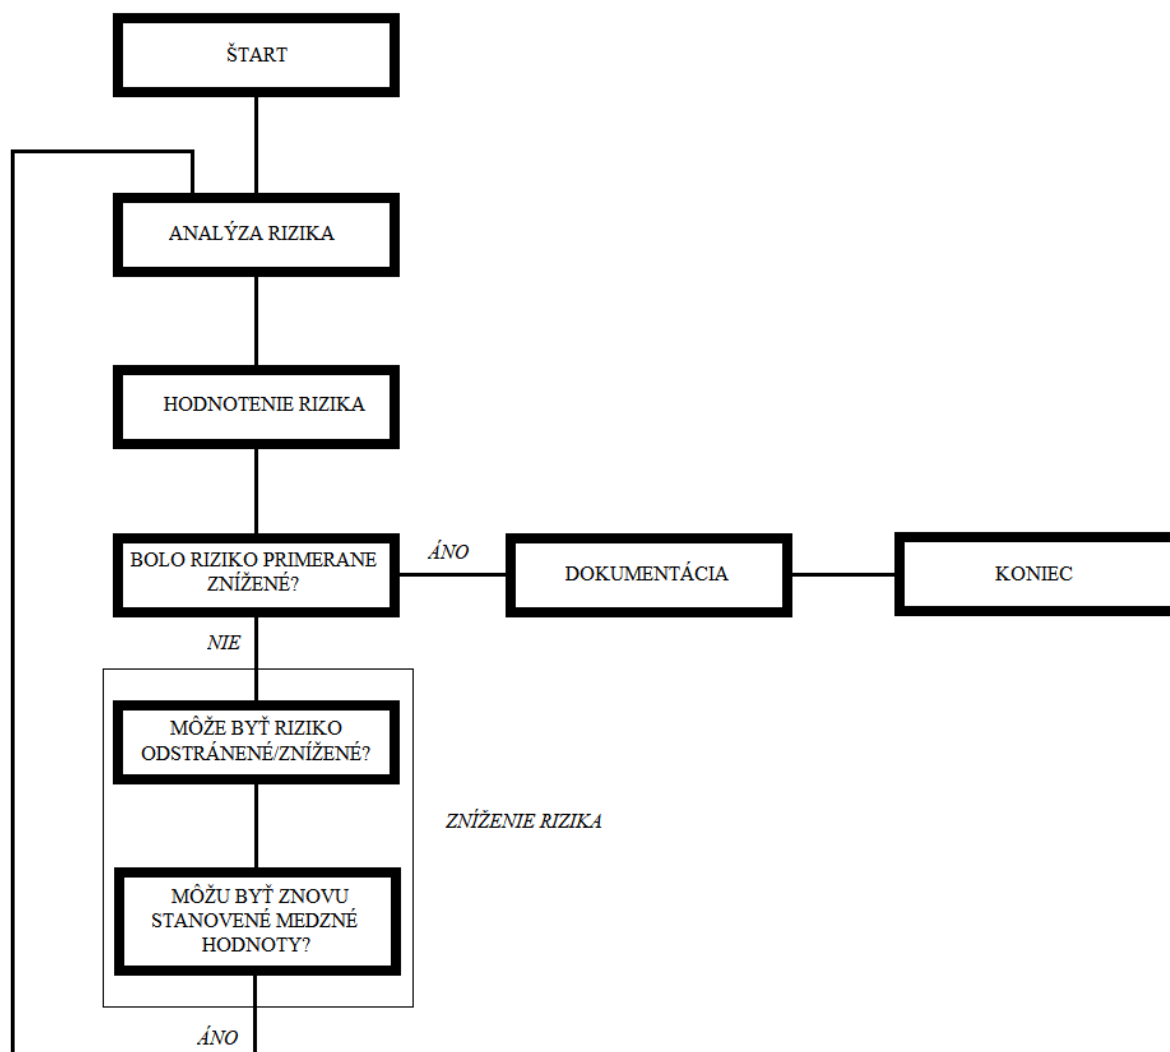 ŠTART
ANALÝZA RIZIKA
HODNOTENIE RIZIKA
BOLO RIZIKO PRIMERANE
ZNÍŽENÉ?
ÁNO
DOKUMENTÁCIA
KONIEC
NIE
MÔŽE BYŤ RIZIKO
ODSTRÁNENÉ/ZNÍŽENÉ?
ZNÍŽENIE RIZIKA
MÔŽU BYŤ ZNOVU
STANOVENÉ MEDZNÉ
HODNOTY?
ÁNO